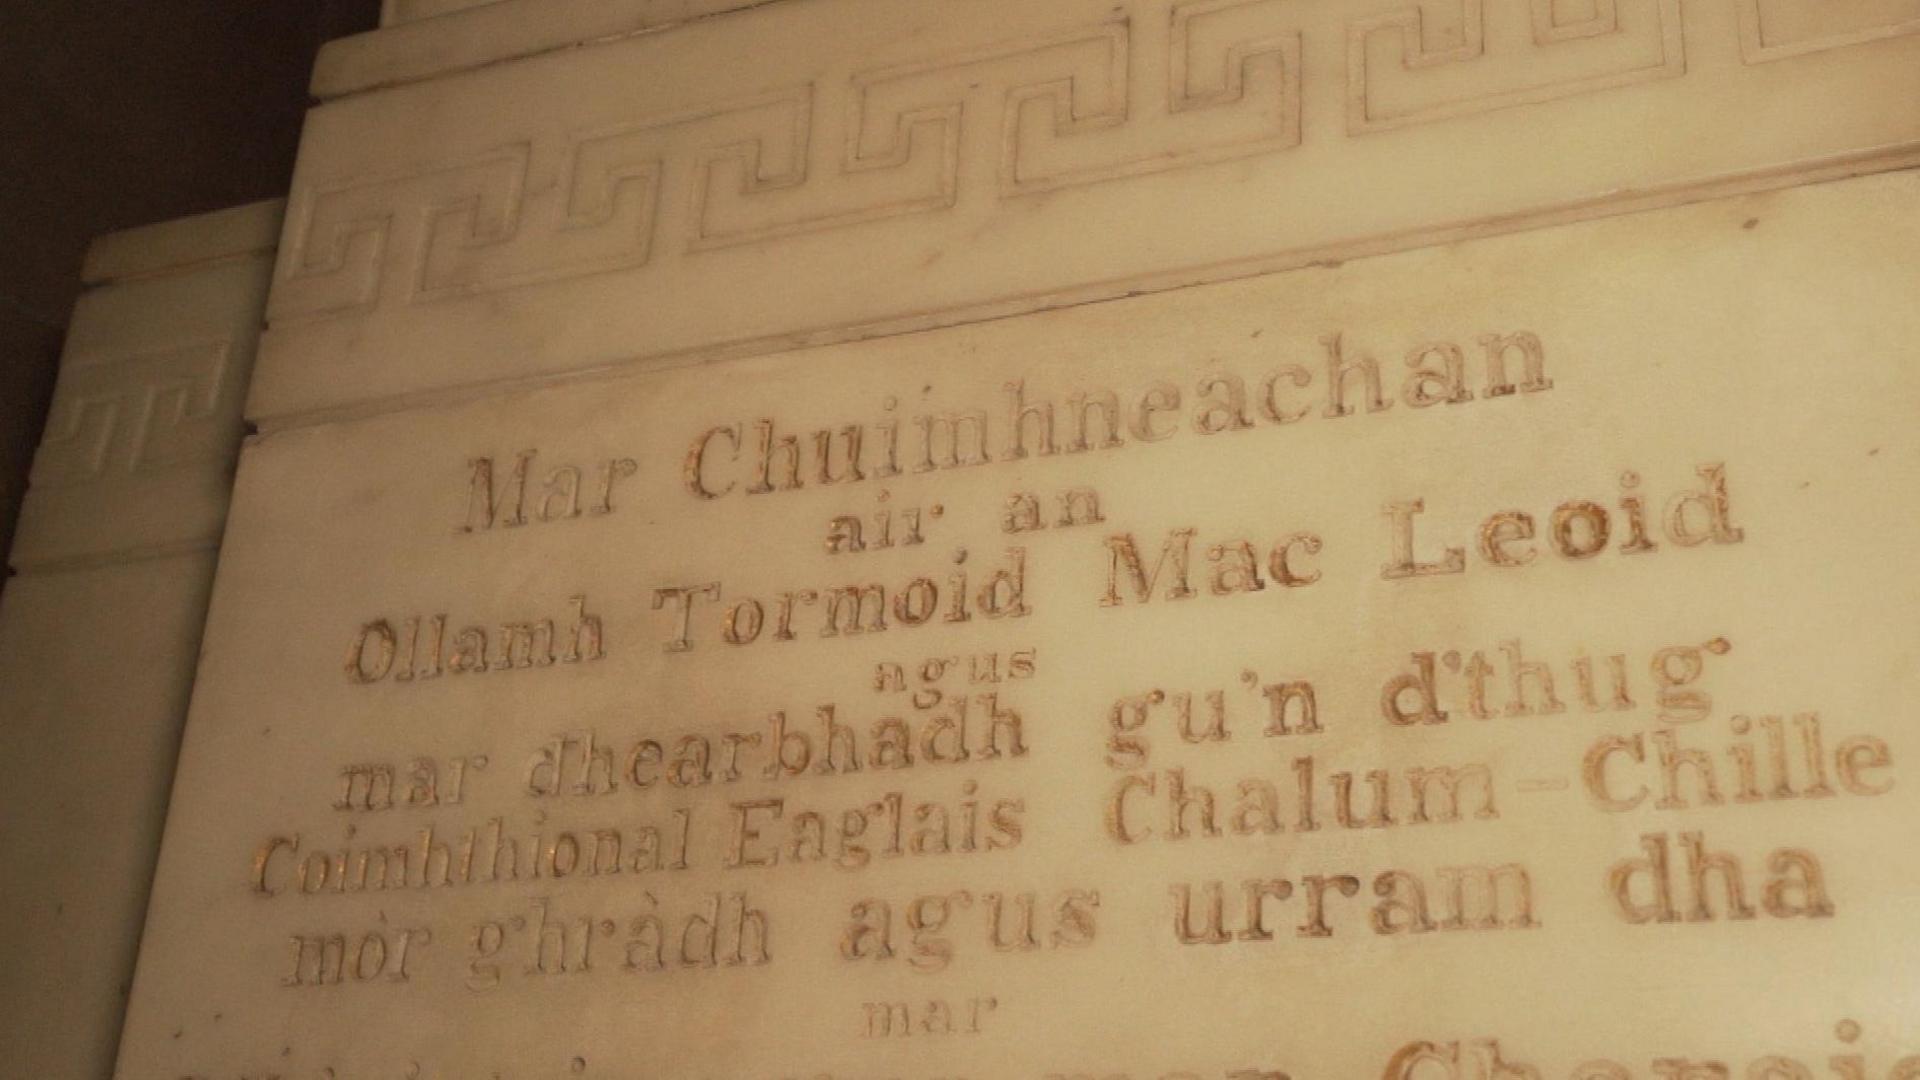 Mar Chuimhneachan
air an
Ollamh Tormoid Mac Leoid
agus
mar dhearbhadh gu'n d'thug
Coimhthional Eaglais Chalum-Chille
mòr ghràdh agus urram dha
mar